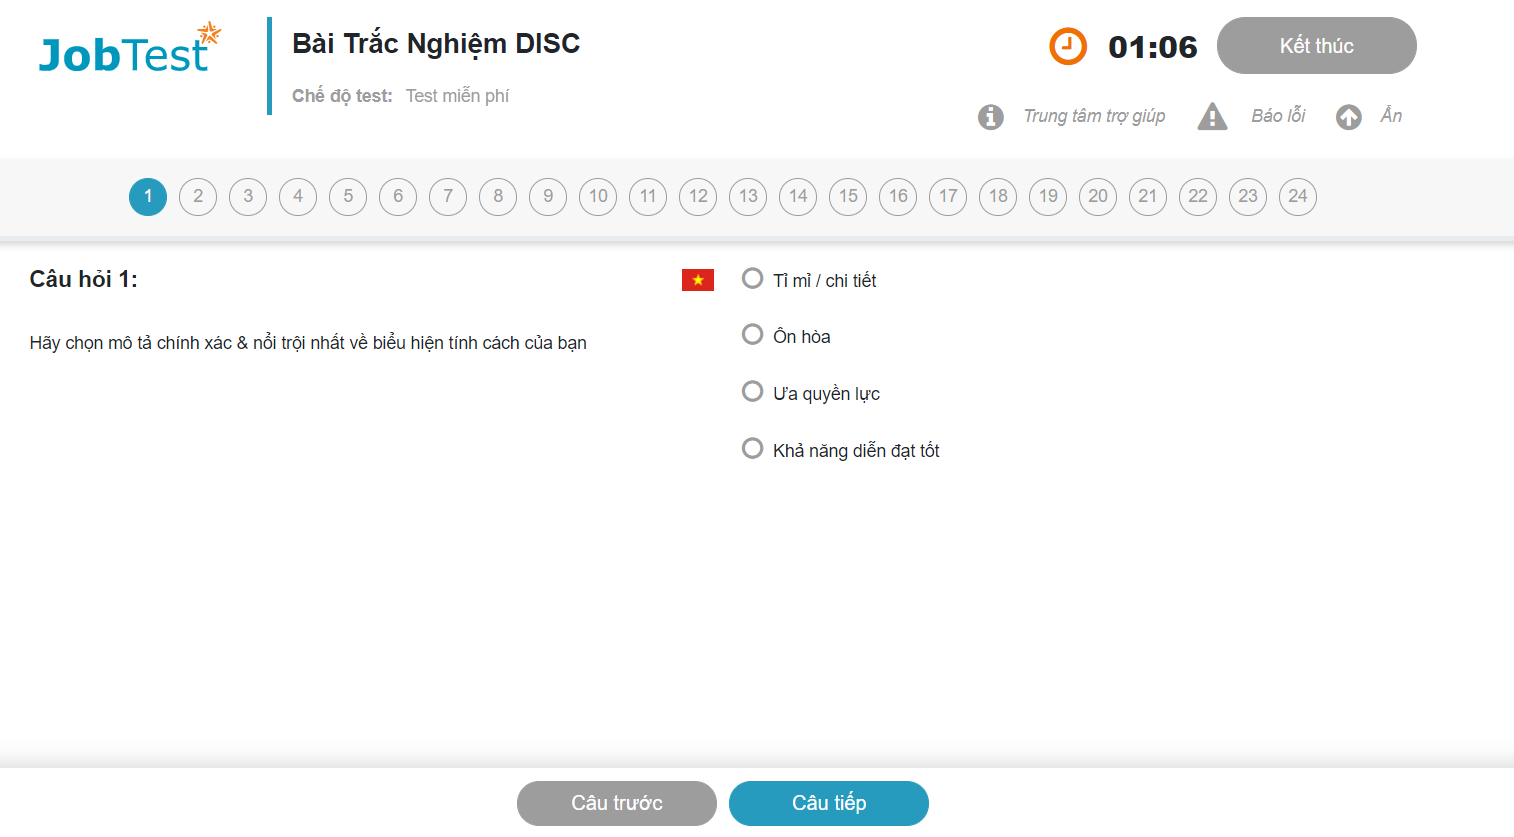 JobTest
Bài Trắc Nghiệm DISC
Chế độ test: Test miễn phí
01:06
Kết thúc
Trung tâm trợ giúp
Báo lỗi
Ẩn
1 2 3 4 5 6 7 8 9 10 11 12 13 14 15 16 17 18 19 20 21 22 23 24
Câu hỏi 1:
Hãy chọn mô tả chính xác & nổi trội nhất về biểu hiện tính cách của bạn
Tỉ mỉ / chi tiết
Ôn hòa
Ưa quyền lực
Khả năng diễn đạt tốt
Câu trước
Câu tiếp